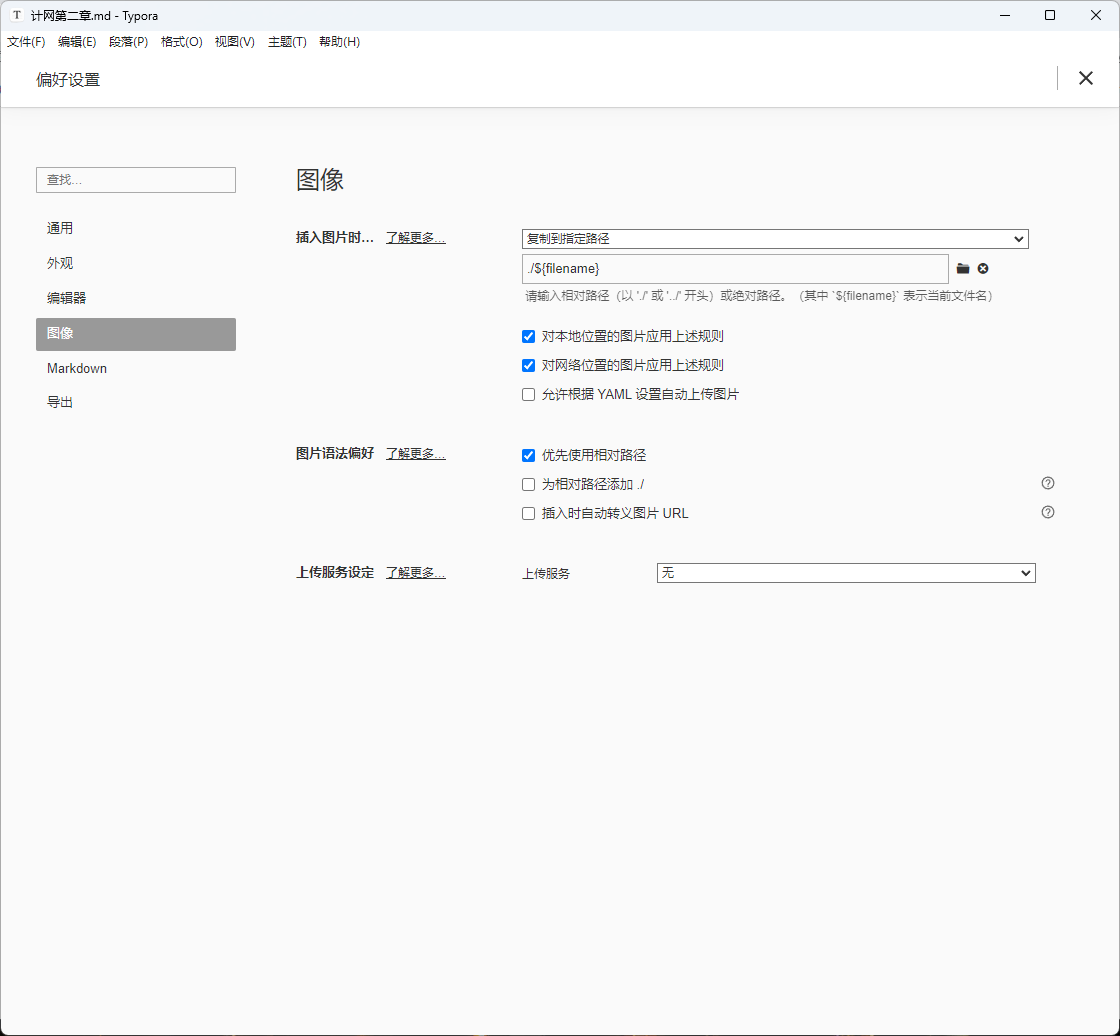 T 计网第二章.md - Typora
文件(F) 编辑(E) 段落(P) 格式(O) 视图(V) 主题(T) 帮助(H)
偏好设置
查找...
通用
外观
编辑器
图像
Markdown
导出
图像
插入图片时... 了解更多... 复制到指定路径
./${filename}
请输入相对路径（以 './' 或 '../' 开头）或绝对路径。（其中 `${filename}` 表示当前文件名）
对本地位置的图片应用上述规则
对网络位置的图片应用上述规则
允许根据 YAML 设置自动上传图片
图片语法偏好 了解更多... 优先使用相对路径
为相对路径添加 ./
插入时自动转义图片 URL
上传服务设定 了解更多... 上传服务 无